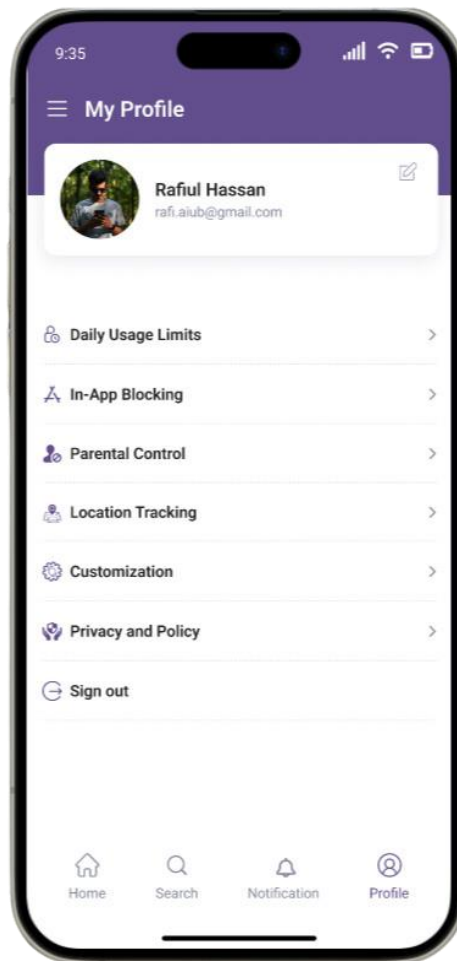 9:35
My Profile
Rafiul Hassan
rafi.aiub@gmail.com
Daily Usage Limits
In-App Blocking
Parental Control
Location Tracking
Customization
Privacy and Policy
Sign out
Home
Search
Notification
Profile